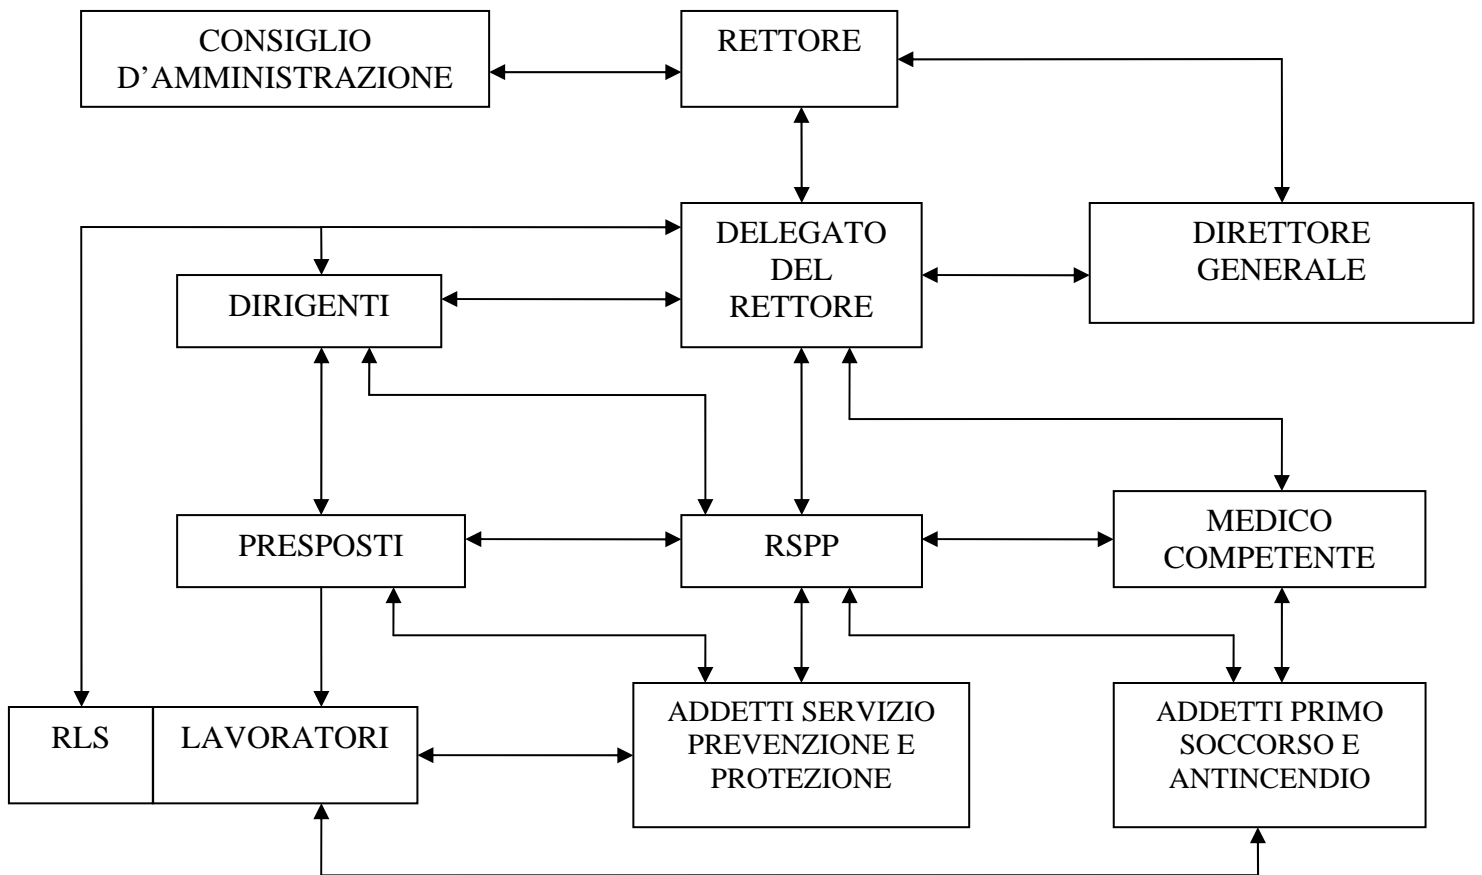 CONSIGLIO
D’AMMINISTRAZIONE
RETTORE
DELEGATO
DEL
RETTORE
DIRETTORE
GENERALE
DIRIGENTI
PRESPOSTI
RSPP
MEDICO
COMPETENTE
RLS
LAVORATORI
ADDETTI SERVIZIO
PREVENZIONE E
PROTEZIONE
ADDETTI PRIMO
SOCCORSO E
ANTINCENDIO